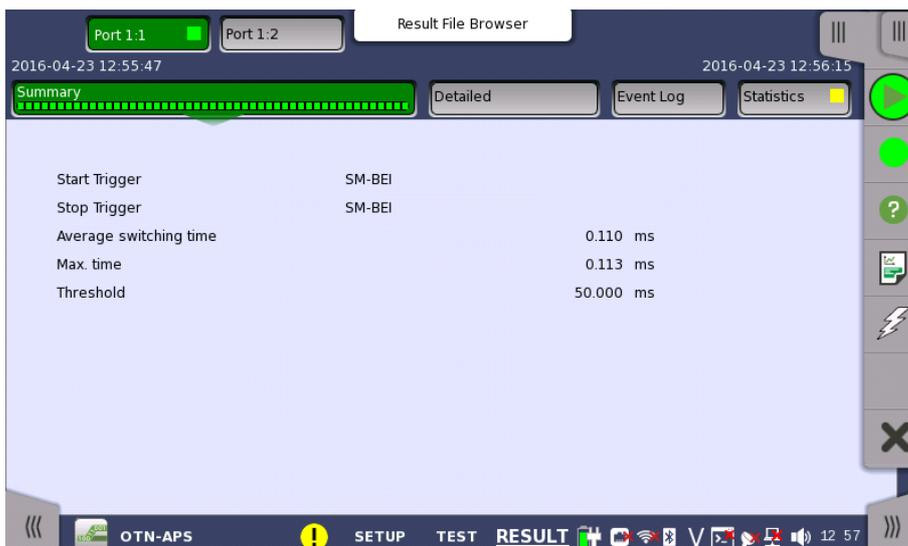 Result File Browser
Port 1:1
Port 1:2
2016-04-23 12:55:47
2016-04-23 12:56:15
Summary
Detailed
Event Log
Statistics
Start Trigger SM-BEI
Stop Trigger SM-BEI
Average switching time 0.110 ms
Max. time 0.113 ms
Threshold 50.000 ms
OTN-APS ! SETUP TEST RESULT V 12 57